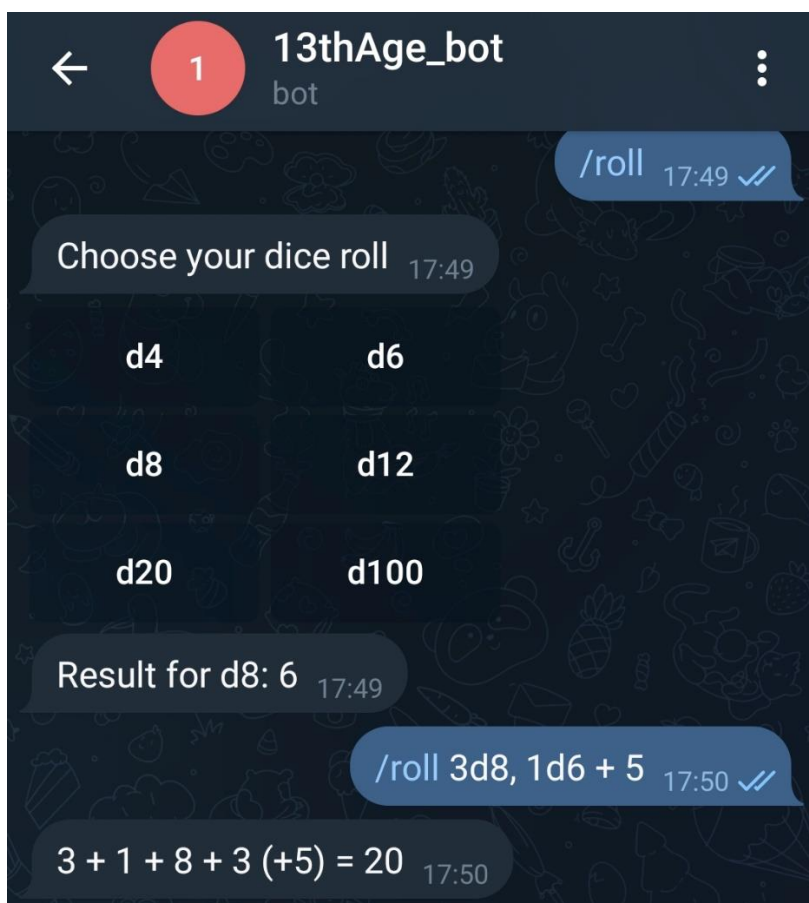 13thAge_bot
1
bot
/roll 17:49
Choose your dice roll 17:49
d4 d6
d8 d12
d20 d100
Result for d8: 6 17:49
/roll 3d8, 1d6 + 5 17:50
3 + 1 + 8 + 3 (+5) = 20 17:50